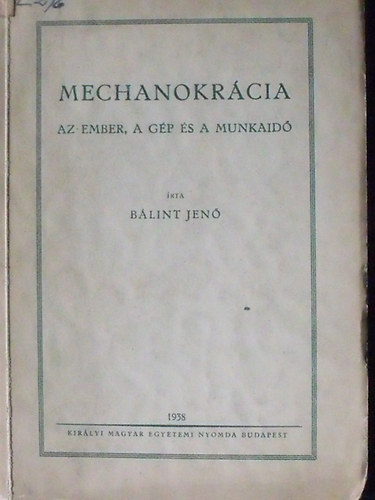 MECHANOKRÁCIA
AZ EMBER, A GÉP ÉS A MUNKAIDŐ
ÍRTA
BÁLINT JENŐ
1938
KIRÁLYI MAGYAR EGYETEMI NYOMDA BUDAPEST